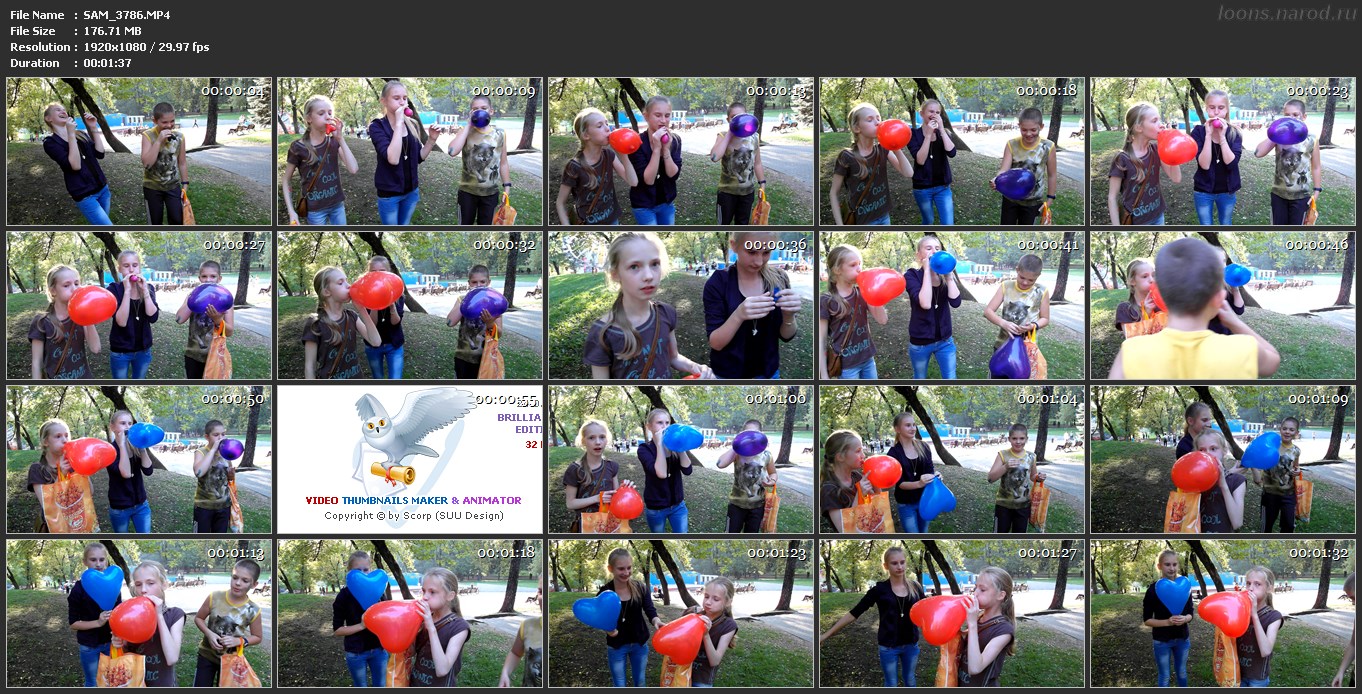 File Name : SAM_3786.MP4
loons.narod.ru
File Size : 176.71 MB
Resolution : 1920x1080 / 29.97 fps
Duration : 00:01:37
00:00:04 00:00:09 00:00:13 00:00:18 00:00:23
00:00:27 00:00:32 00:00:36 00:00:41 00:00:46
00:00:50 00:00:55 00:01:00 00:01:04 00:01:09
BRILLIA
EDITI
32
VIDEO THUMBNAILS MAKER & ANIMATOR
Copyright © by Scorp (SUU Design)
00:01:13 00:01:18 00:01:23 00:01:27 00:01:32